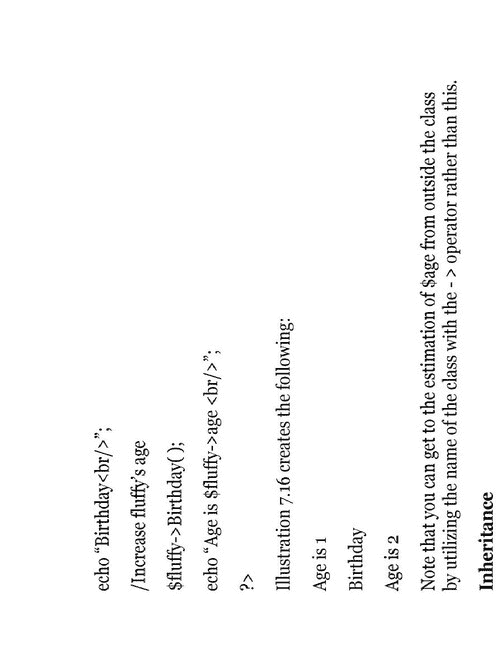 echo “Birthday<br/>”;
/Increase fluffy’s age
$fluffy->Birthday( );
echo “Age is $fluffy->age <br/>”;
?>
Illustration 7.16 creates the following:
Age is 1
Birthday
Age is 2
Note that you can get to the estimation of $age from outside the class
by utilizing the name of the class with the - > operator rather than this.
Inheritance